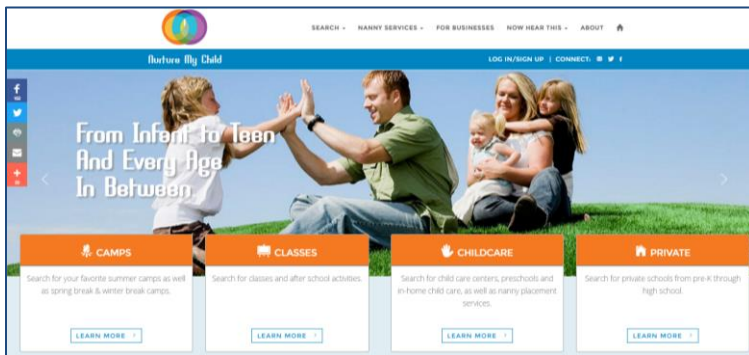 SEARCH NANNY SERVICES FOR BUSINESSES NOW HEAR THIS ABOUT
Nurture My Child
LOG IN/SIGN UP | CONNECT:
From Infant to Teen
And Every Age
In Between
CAMPS
Search for your favorite summer camps as well
as spring break & winter break camps.
LEARN MORE
CLASSES
Search for classes and after school activities.
LEARN MORE
CHILDCARE
Search for child care centers, preschools and
in-home child care, as well as nanny placement
services.
LEARN MORE
PRIVATE
Search for private schools from pre-K through
high school.
LEARN MORE